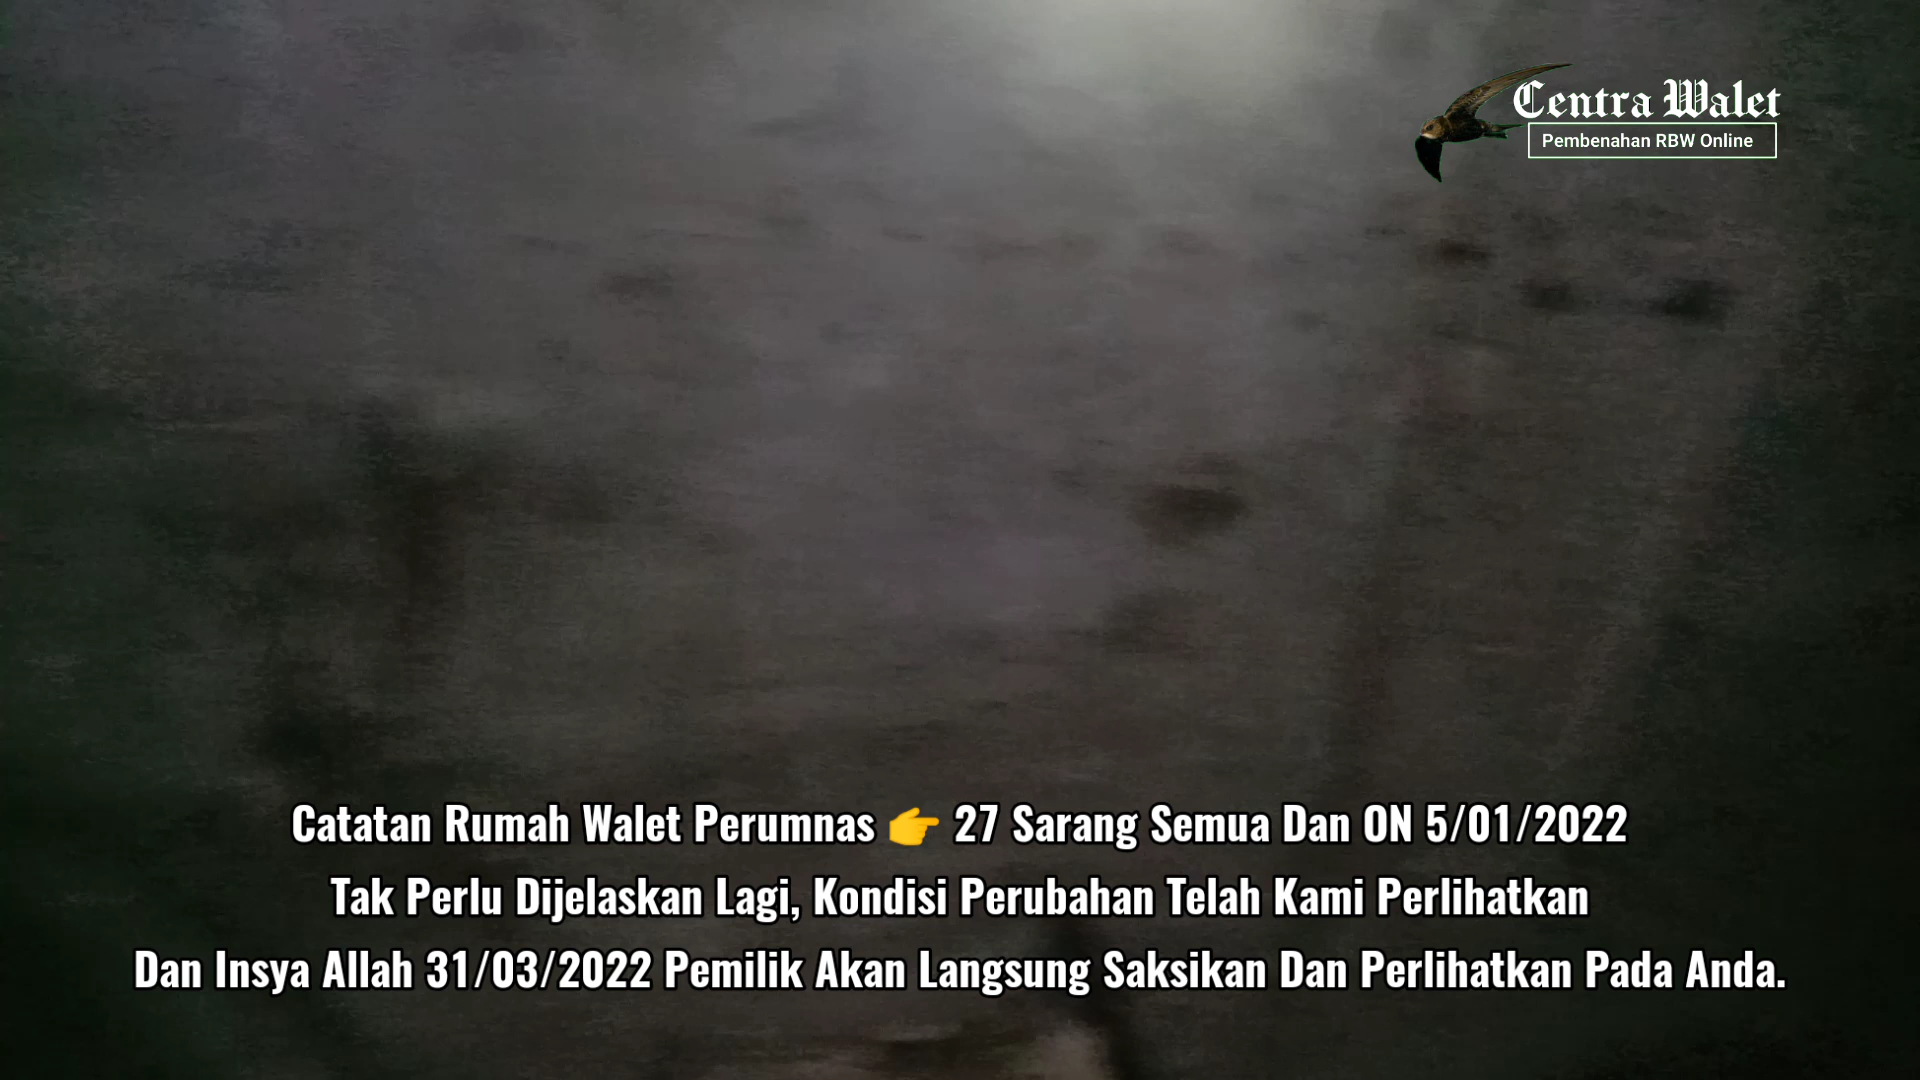 Centra Walet
Pembenahan RBW Online
Catatan Rumah Walet Perumnas 👉 27 Sarang Semua Dan ON 5/01/2022
Tak Perlu Dijelaskan Lagi, Kondisi Perubahan Telah Kami Perlihatkan
Dan Insya Allah 31/03/2022 Pemilik Akan Langsung Saksikan Dan Perlihatkan Pada Anda.